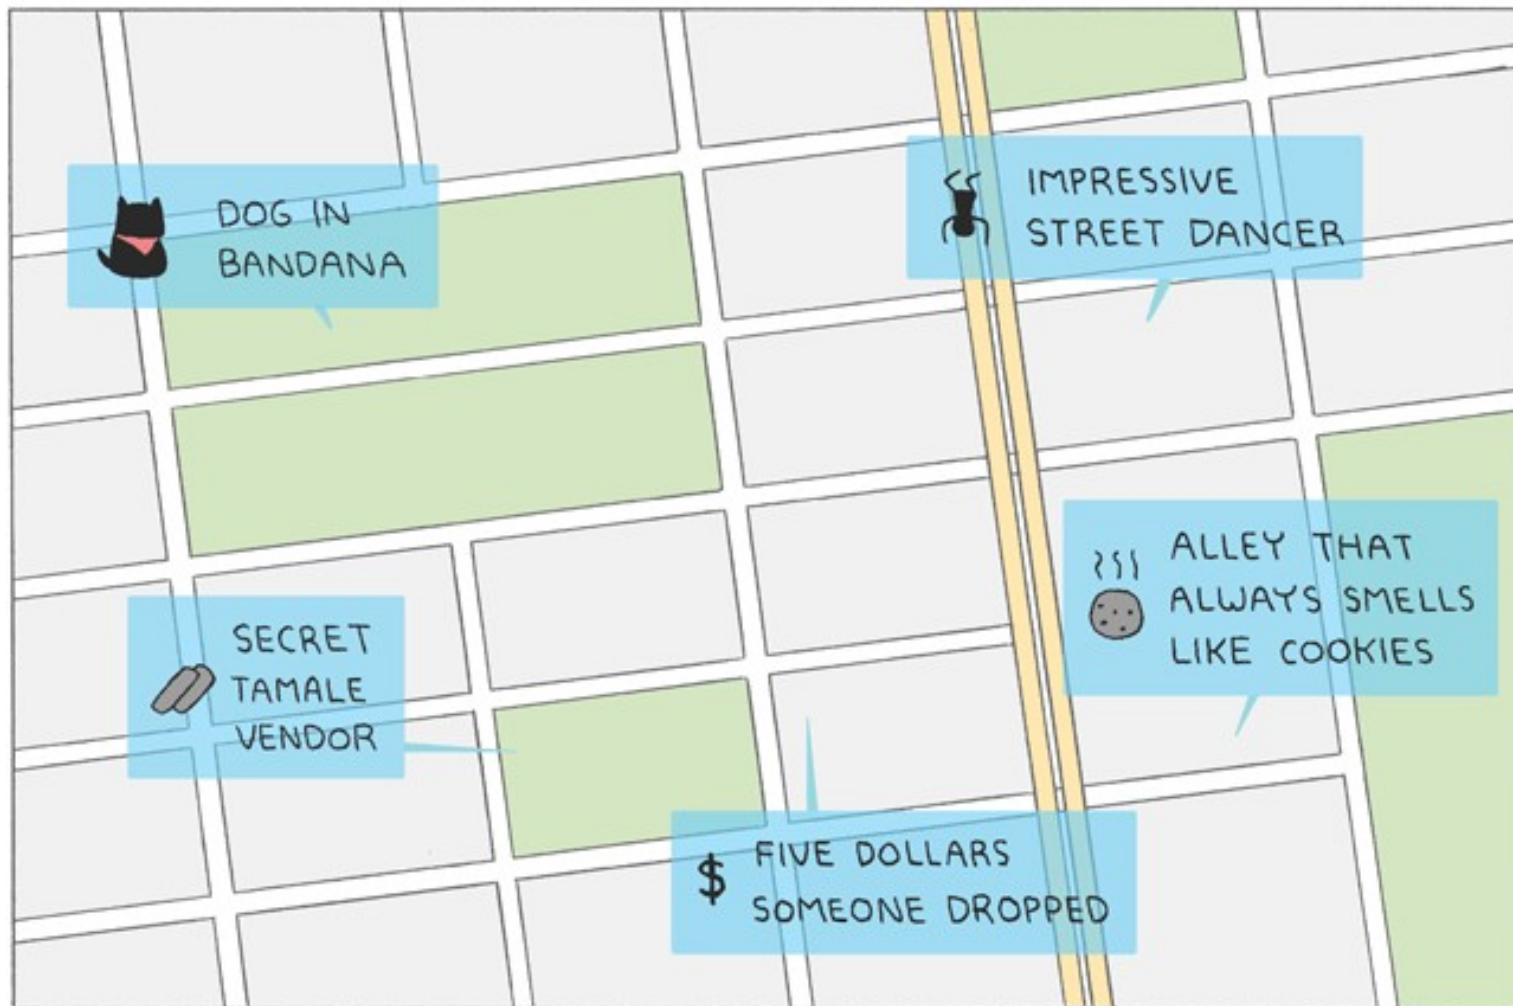 DOG IN
BANDANA
IMPRESSIVE
STREET DANCER
ALLEY THAT
ALWAYS SMELLS
LIKE COOKIES
SECRET
TAMALE
VENDOR
$ FIVE DOLLARS
SOMEONE DROPPED